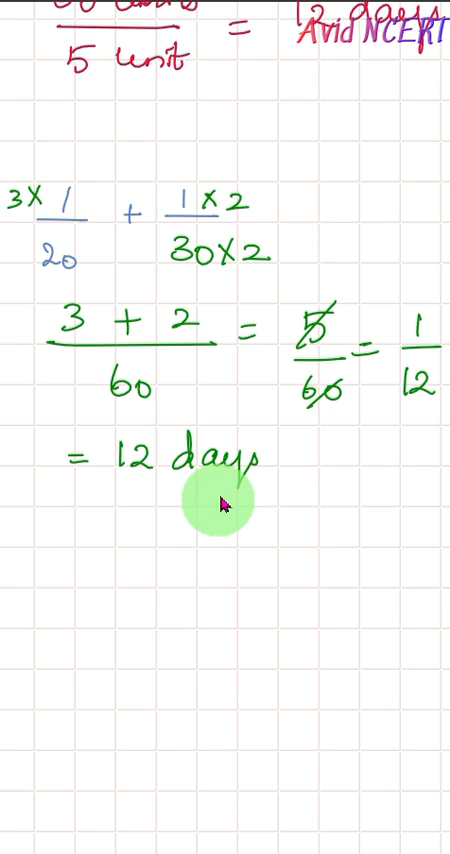 = 12 days
5 unit
Avid NCERT
3 × 1/20 + 1 × 2/30 × 2
3 + 2/60 = 5/60 = 1/12
= 12 days